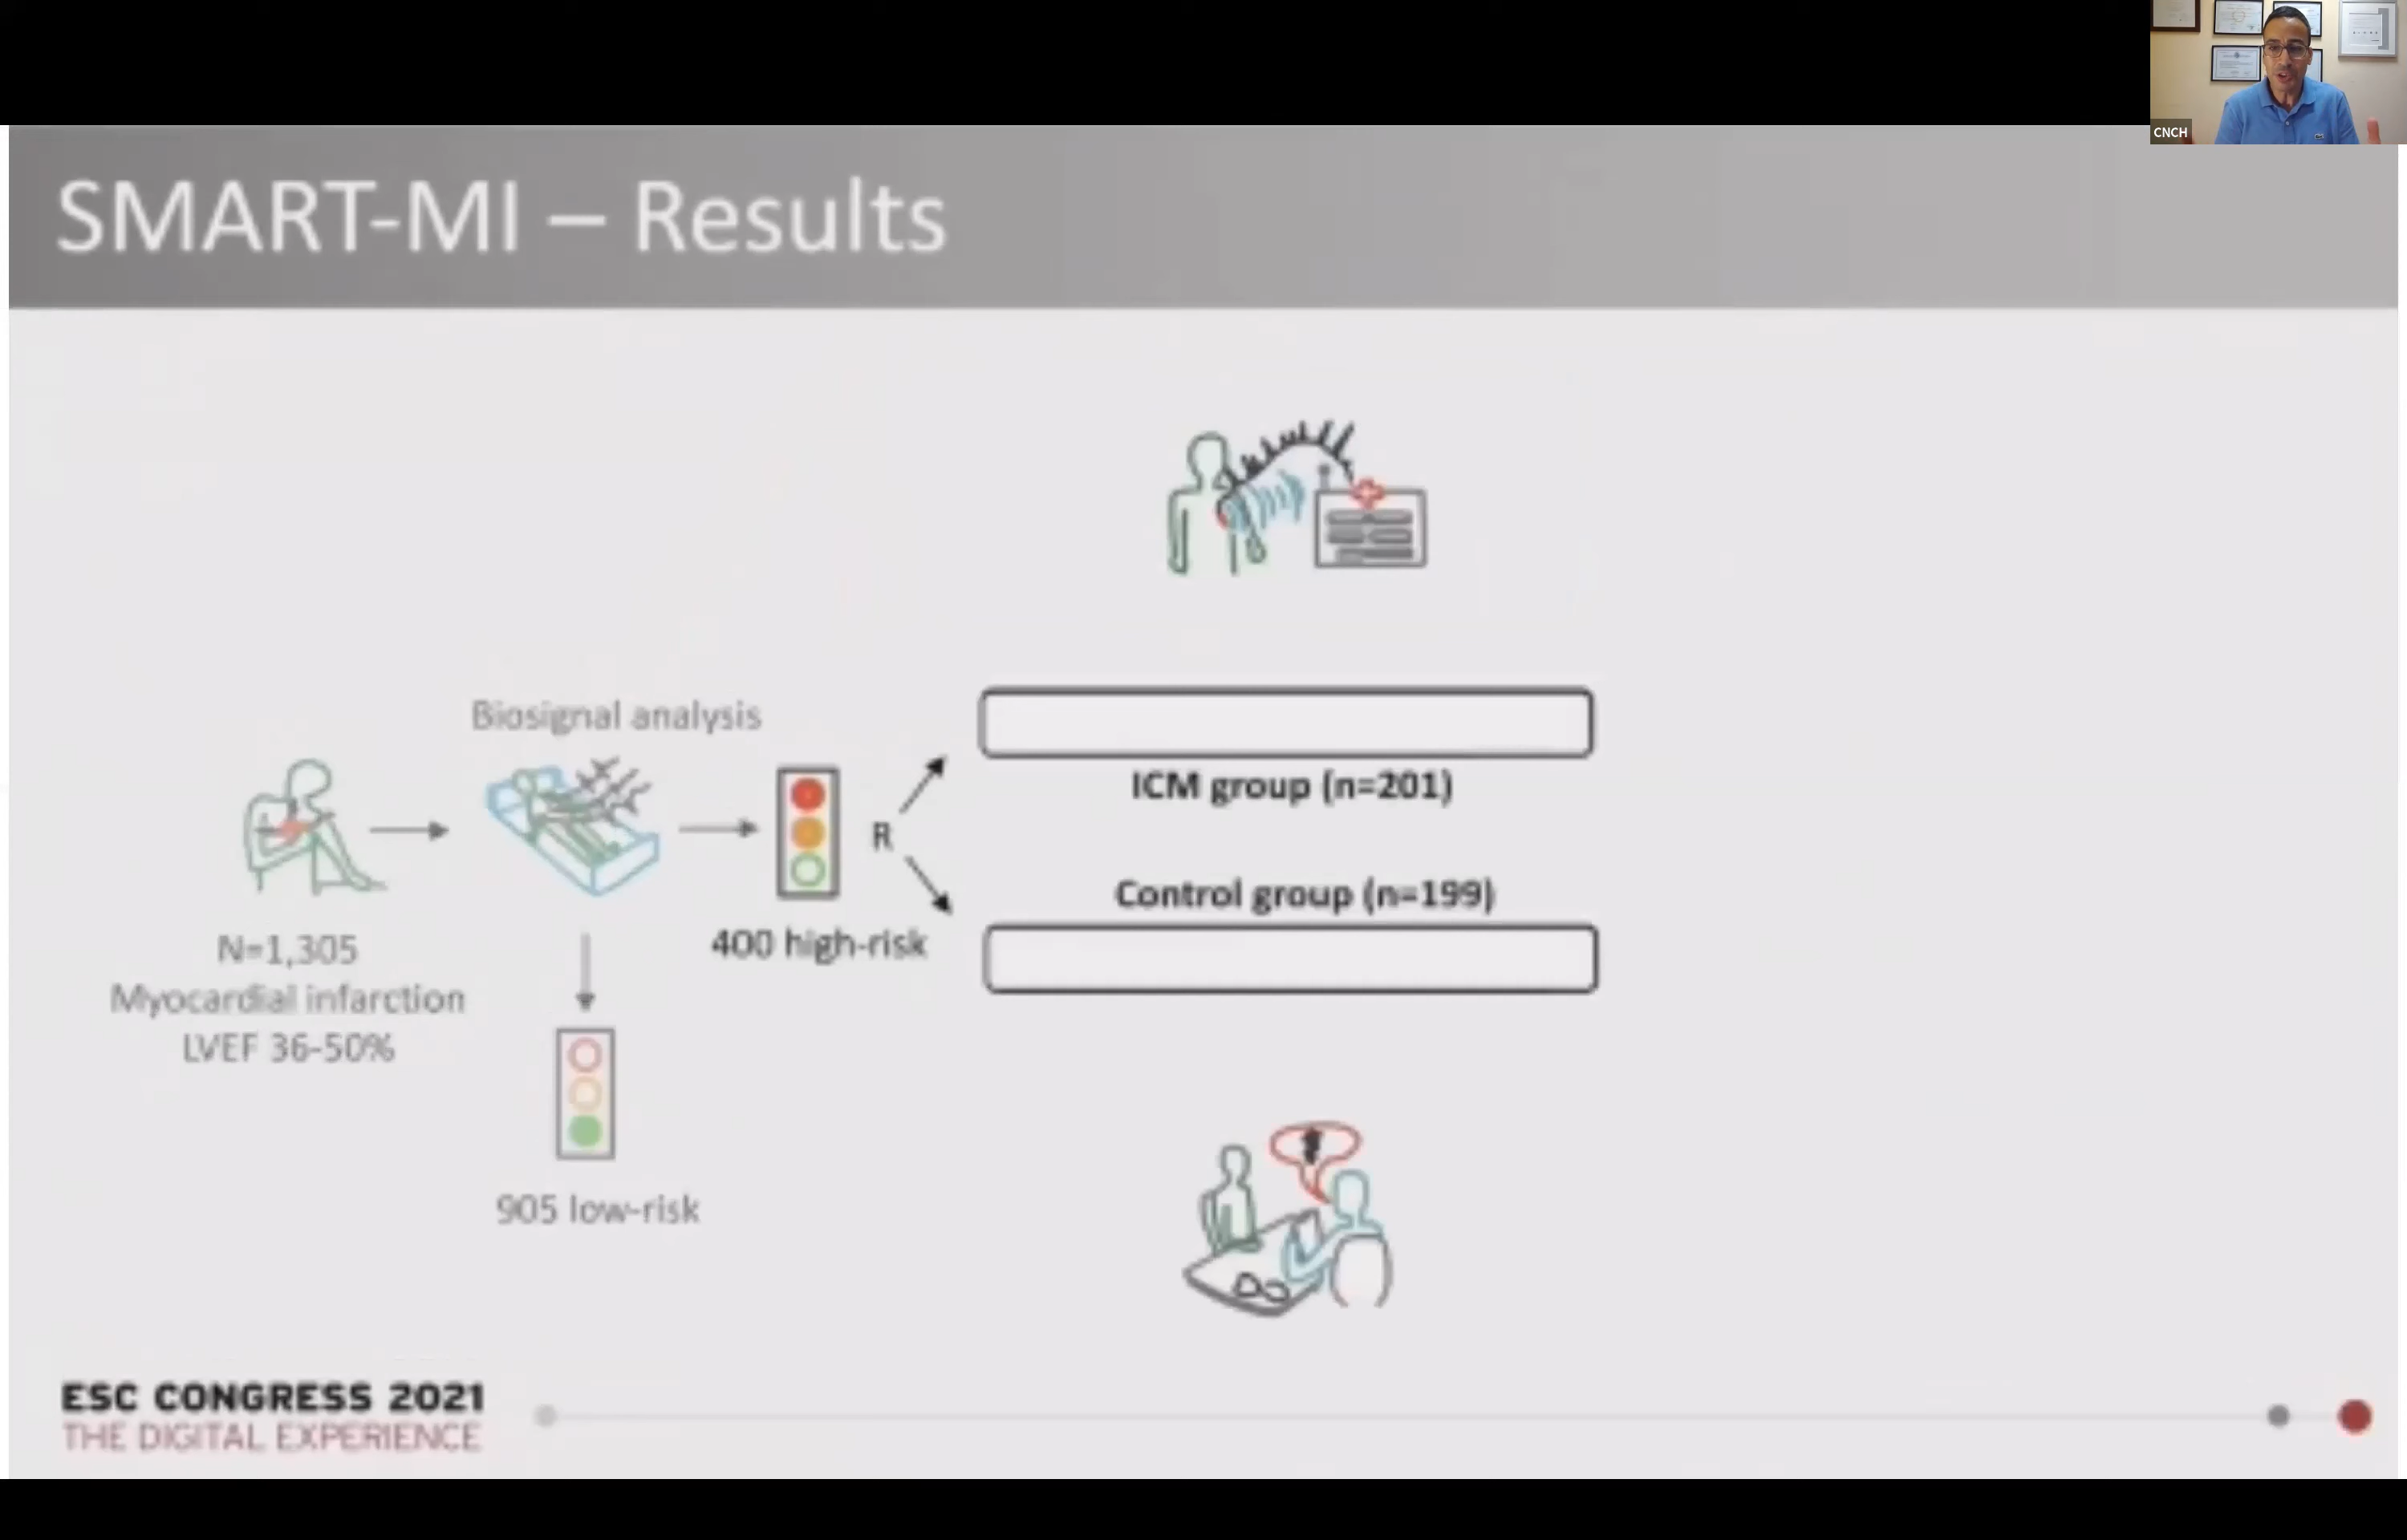 CNCH
SMART-MI – Results
Biosignal analysis
ICM group (n=201)
R
Control group (n=199)
400 high-risk
N=1,305
Myocardial infarction
LVEF 36-50%
905 low-risk
ESC CONGRESS 2021
THE DIGITAL EXPERIENCE